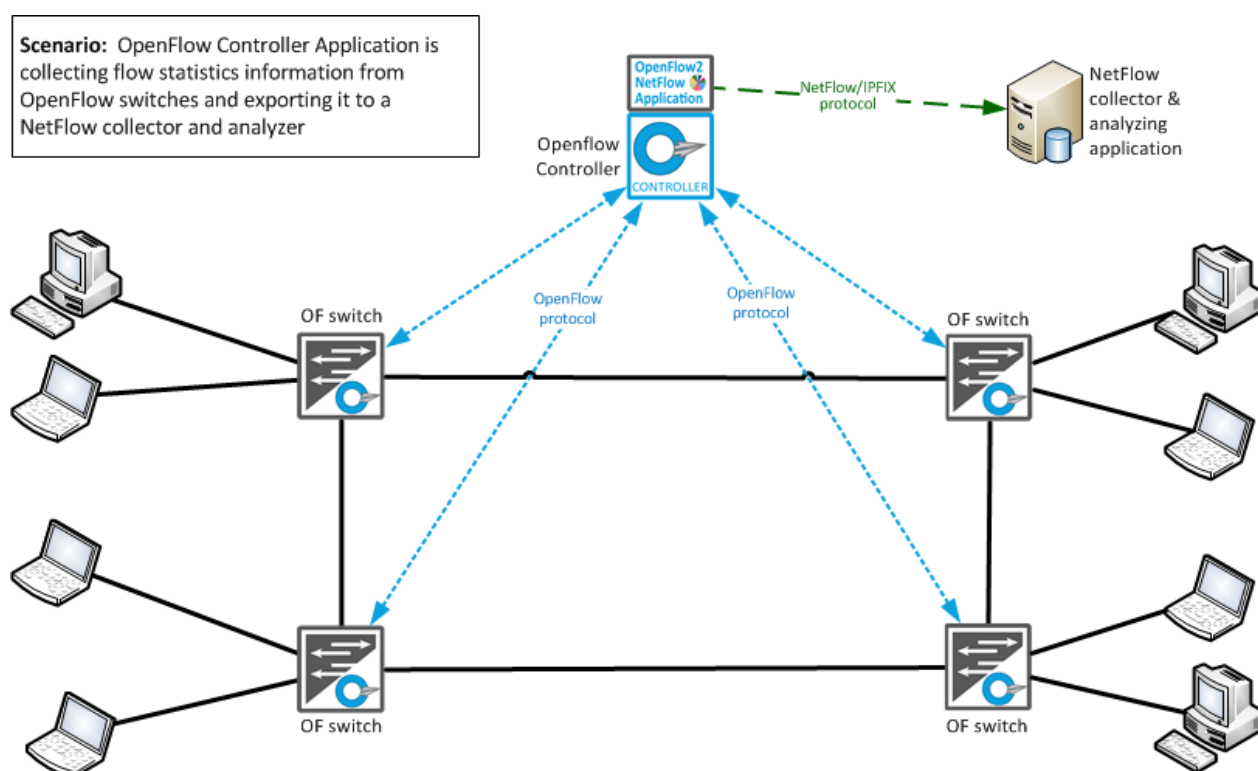 Scenario: OpenFlow Controller Application is
collecting flow statistics information from
OpenFlow switches and exporting it to a
NetFlow collector and analyzer
OpenFlow2
NetFlow
Application
NetFlow/IPFIX
protocol
NetFlow
collector &
analyzing
application
Openflow
Controller
CONTROLLER
OpenFlow
protocol
OpenFlow
protocol
OF switch
OF switch
OF switch
OF switch